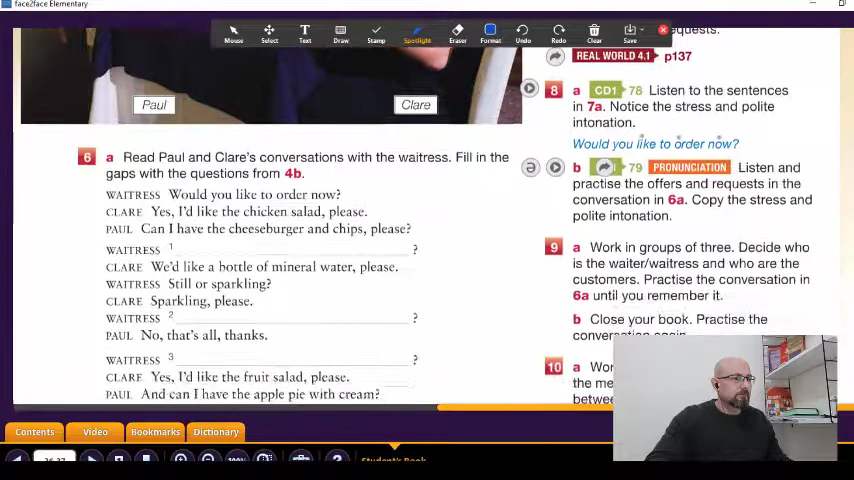 face2face Elementary
Mouse Select Text Draw Stamp Spotlight Eraser Format Undo Redo Clear Save
Paul
Clare
6 a Read Paul and Clare's conversations with the waitress. Fill in the
gaps with the questions from 4b.
WAITRESS Would you like to order now?
CLARE Yes, I'd like the chicken salad, please.
PAUL Can I have the cheeseburger and chips, please?
WAITRESS 1 ?
CLARE We'd like a bottle of mineral water, please.
WAITRESS Still or sparkling?
CLARE Sparkling, please.
WAITRESS 2 ?
PAUL No, that's all, thanks.
WAITRESS 3 ?
CLARE Yes, I'd like the fruit salad, please.
PAUL And can I have the apple pie with cream?
requests.
REAL WORLD 4.1 p137
8 a CD1 78 Listen to the sentences
in 7a. Notice the stress and polite
intonation.
Would you like to order now?
b 79 PRONUNCIATION Listen and
practise the offers and requests in the
conversation in 6a. Copy the stress and
polite intonation.
9 a Work in groups of three. Decide who
is the waiter/waitress and who are the
customers. Practise the conversation in
6a until you remember it.
b Close your book. Practise the
conversation again.
10 a
the
Contents Video Bookmarks Dictionary
36-37
100%
Student's Book